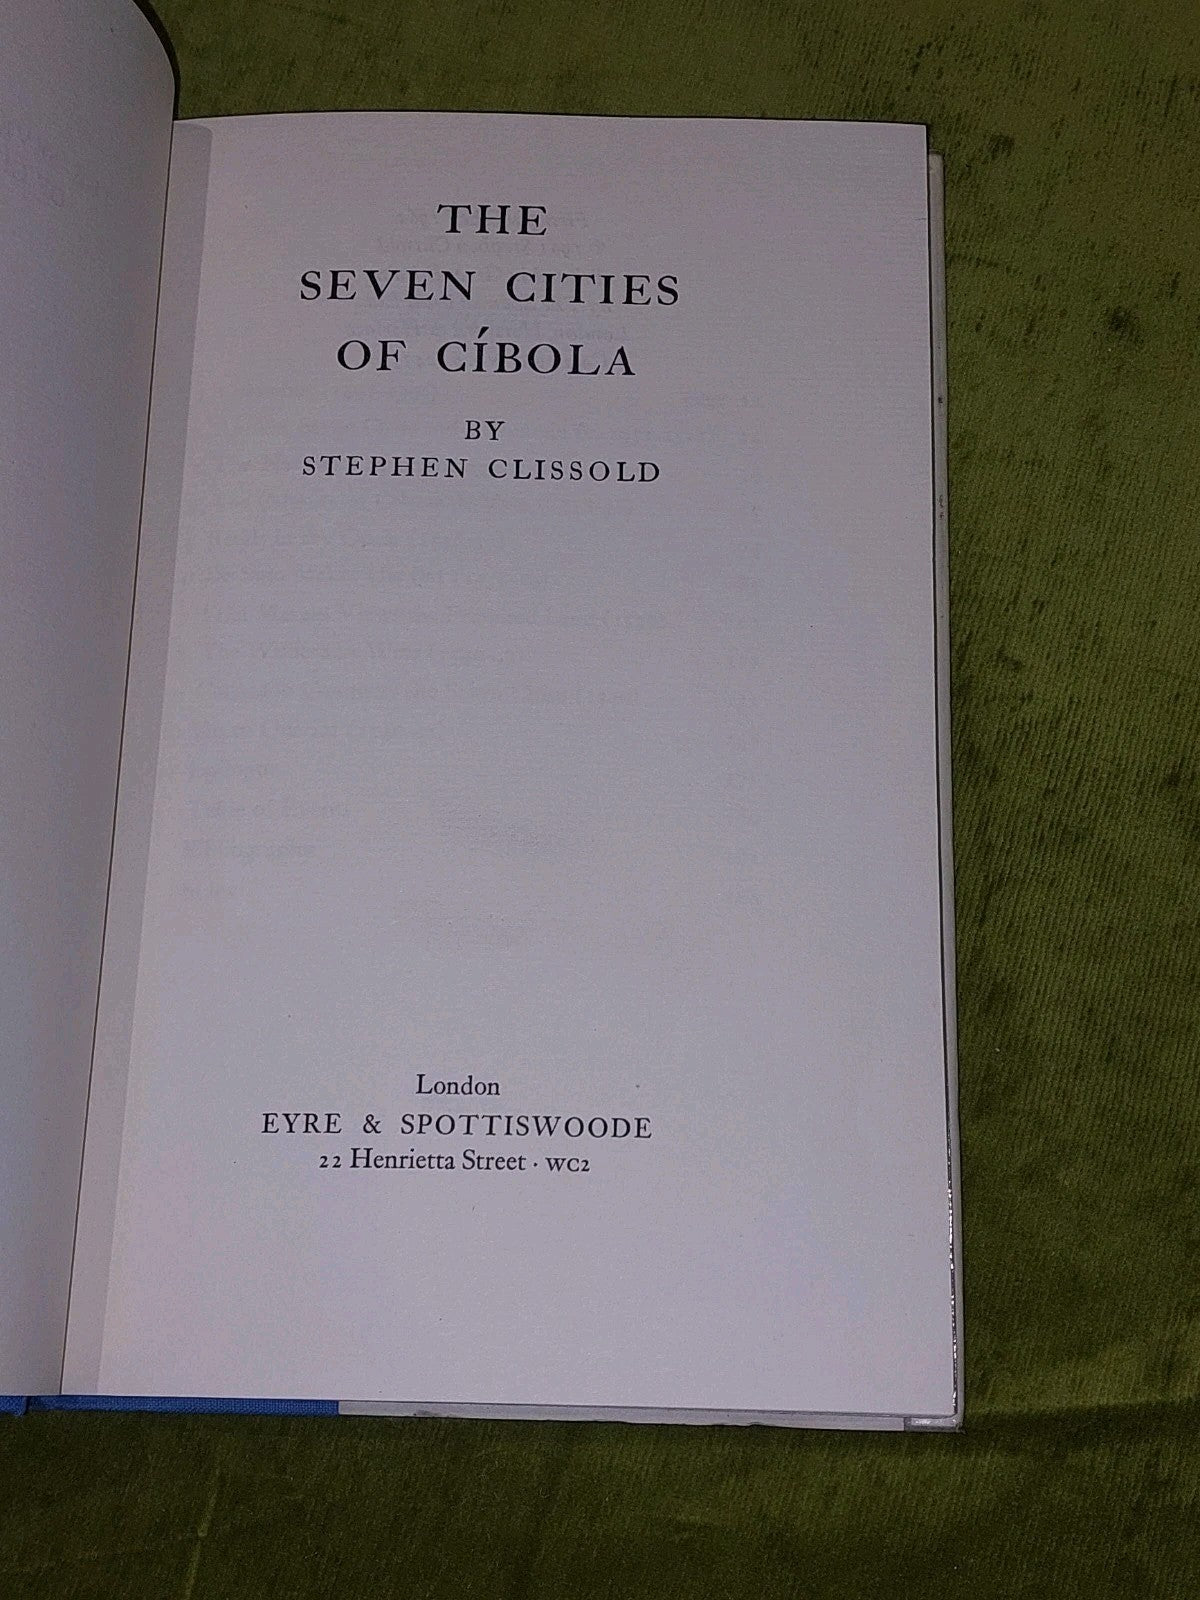 THE
SEVEN CITIES
OF CÍBOLA
BY
STEPHEN CLISSOLD
London
EYRE & SPOTTISWOODE
22 Henrietta Street · WC2